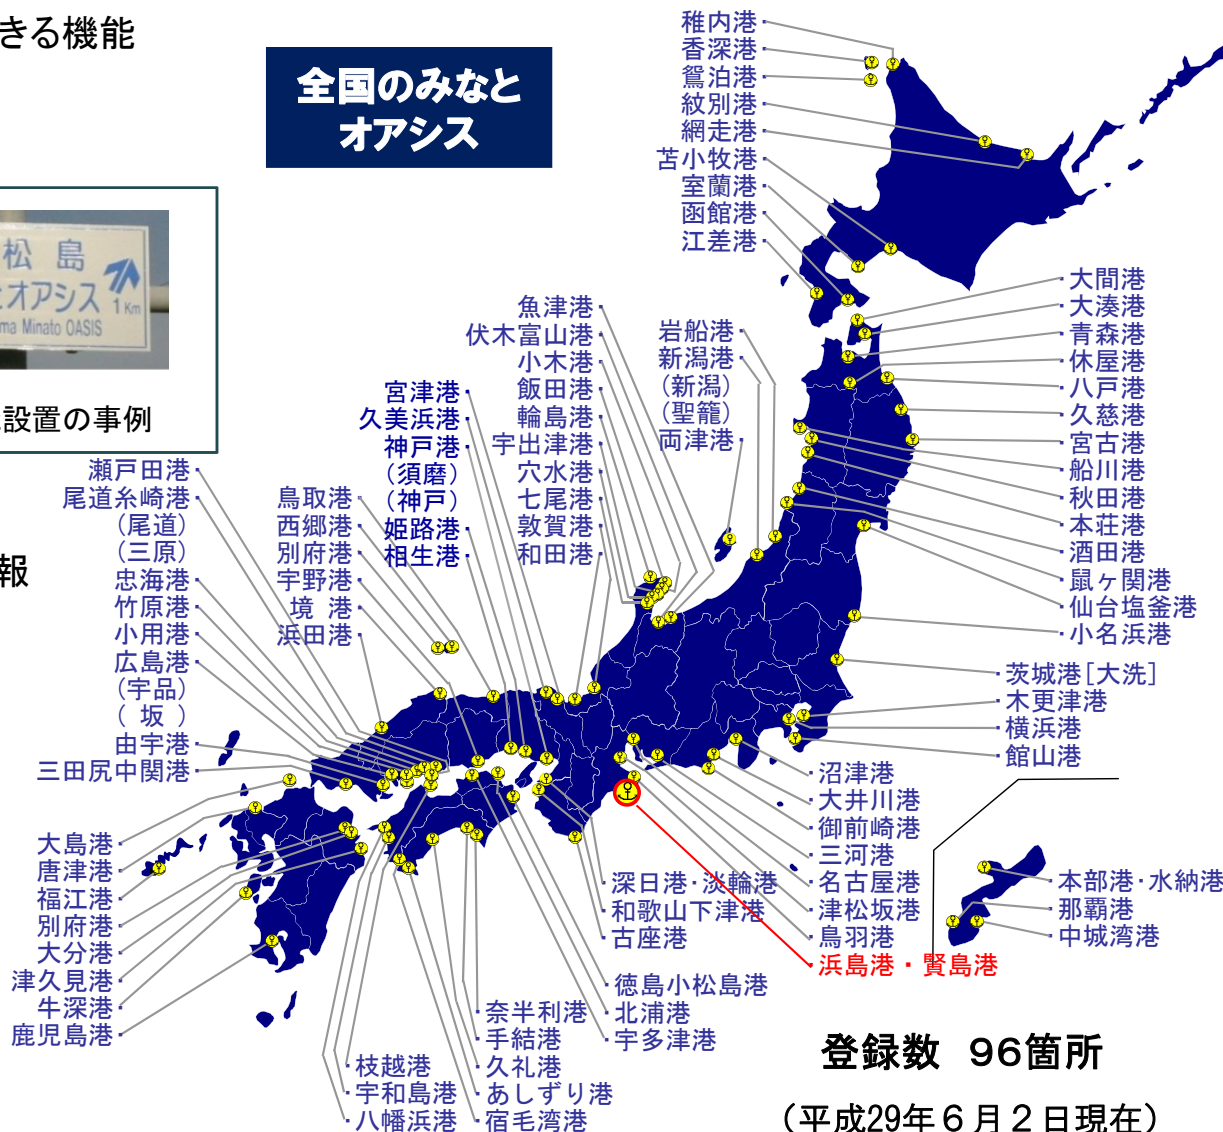 きる機能
全国のみなと
オアシス
松島
とオアシス
1Km
ma Minato OASIS
設置の事例
報
稚内港
香深港
鴛泊港
紋別港
網走港
苫小牧港
室蘭港
函館港
江差港
大間港
大湊港
青森港
休屋港
八戸港
久慈港
宮古港
船川港
秋田港
本荘港
酒田港
鼠ヶ関港
仙台塩釜港
小名浜港
茨城港[大洗]
木更津港
横浜港
館山港
岩船港
新潟港
(新潟)
(聖籠)
両津港
魚津港
伏木富山港
小木港
飯田港
輪島港
宇出津港
穴水港
七尾港
敦賀港
和田港
宮津港
久美浜港
神戸港
(須磨)
(神戸)
姫路港
相生港
鳥取港
西郷港
別府港
宇野港
境 港
浜田港
瀬戸田港
尾道糸崎港
(尾道)
(三原)
忠海港
竹原港
小用港
広島港
(宇品)
( 坂 )
由宇港
三田尻中関港
大島港
唐津港
福江港
別府港
大分港
津久見港
牛深港
鹿児島港
沼津港
大井川港
御前崎港
三河港
名古屋港
津松坂港
鳥羽港
浜島港・賢島港
深日港・淡輪港
和歌山下津港
古座港
徳島小松島港
北浦港
宇多津港
奈半利港
手結港
久礼港
あしずり港
宿毛湾港
枝越港
宇和島港
八幡浜港
本部港・水納港
那覇港
中城湾港
登録数 96箇所
(平成29年６月２日現在)